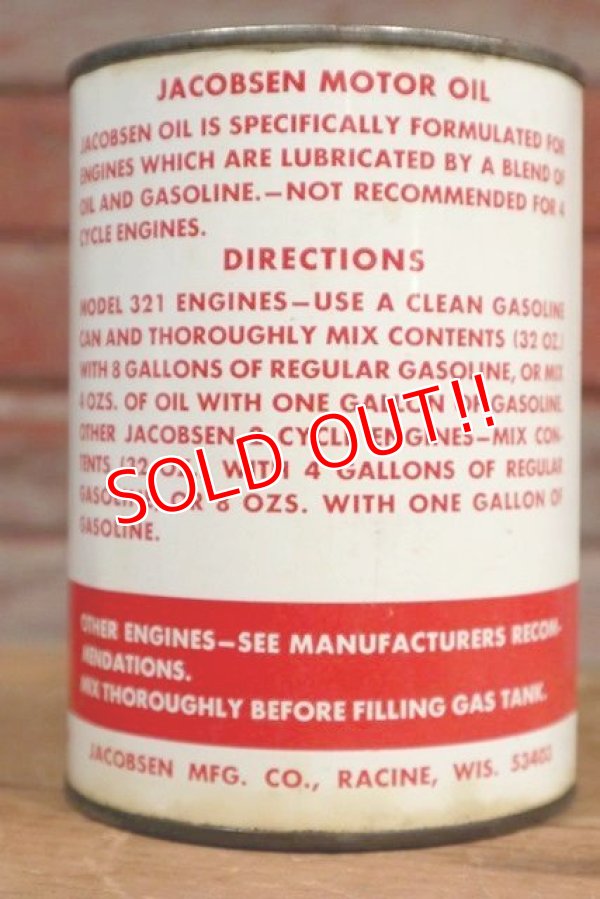 JACOBSEN MOTOR OIL
JACOBSEN OIL IS SPECIFICALLY FORMULATED FOR
ENGINES WHICH ARE LUBRICATED BY A BLEND OF
OIL AND GASOLINE.—NOT RECOMMENDED FOR 4
CYCLE ENGINES.
DIRECTIONS
MODEL 321 ENGINES—USE A CLEAN GASOLINE
CAN AND THOROUGHLY MIX CONTENTS (32 OZ.)
WITH 8 GALLONS OF REGULAR GASOLINE, OR MIX
4 OZS. OF OIL WITH ONE GALLON OF GASOLINE.
OTHER JACOBSEN 2 CYCLE ENGINES—MIX CON-
TENTS (32 OZ.) WITH 4 GALLONS OF REGULAR
GASOLINE, OR 8 OZS. WITH ONE GALLON OF
GASOLINE.
SOLD OUT!!
OTHER ENGINES—SEE MANUFACTURERS RECOM-
MENDATIONS.
MIX THOROUGHLY BEFORE FILLING GAS TANK.
JACOBSEN MFG. CO., RACINE, WIS. 53403